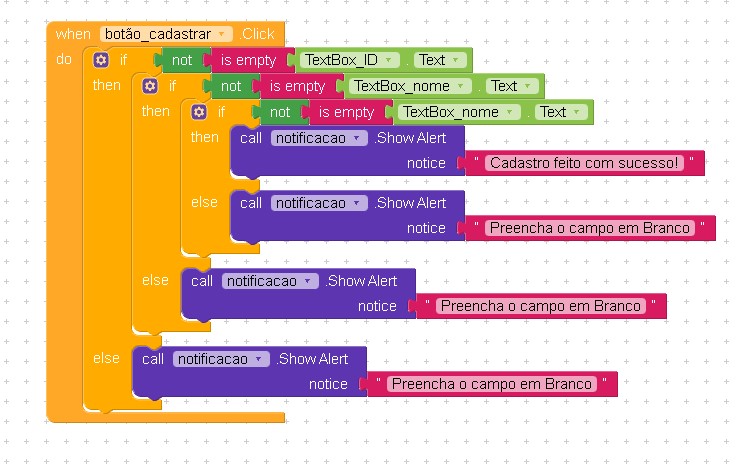 when botão_cadastrar .Click
do if not is empty TextBox_ID . Text
then if not is empty TextBox_nome . Text
then if not is empty TextBox_nome . Text
then call notificacao .Show Alert
notice " Cadastro feito com sucesso! "
else call notificacao .Show Alert
notice " Preencha o campo em Branco "
else call notificacao .Show Alert
notice " Preencha o campo em Branco "
else call notificacao .Show Alert
notice " Preencha o campo em Branco "